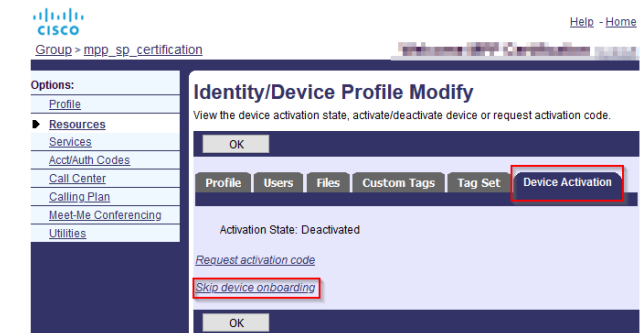 CISCO
Help - Home
Group > mpp_sp_certification
Options:
Profile
Resources
Services
Acct/Auth Codes
Call Center
Calling Plan
Meet-Me Conferencing
Utilities
Identity/Device Profile Modify
View the device activation state, activate/deactivate device or request activation code.
OK
Profile Users Files Custom Tags Tag Set Device Activation
Activation State: Deactivated
Request activation code
Skip device onboarding
OK